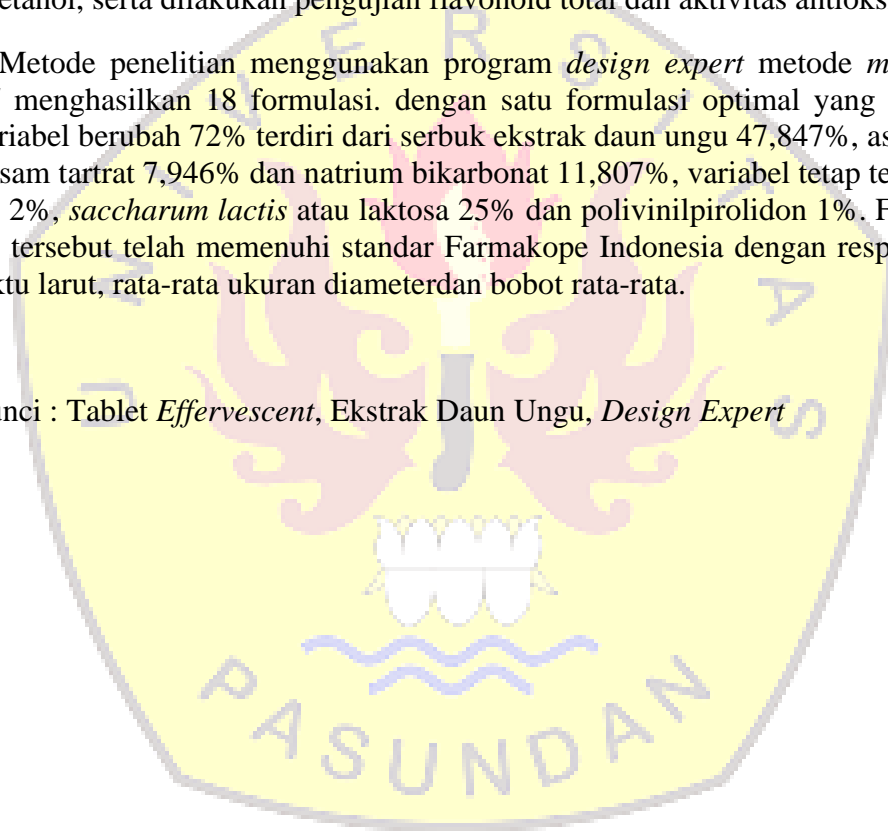 etanol, serta dilakukan pengujian flavonoid total dan aktivitas antioks
Metode penelitian menggunakan program design expert metode m
menghasilkan 18 formulasi. dengan satu formulasi optimal yang
riabel berubah 72% terdiri dari serbuk ekstrak daun ungu 47,847%, as
sam tartrat 7,946% dan natrium bikarbonat 11,807%, variabel tetap te
2%, saccharum lactis atau laktosa 25% dan polivinilpirolidon 1%. F
tersebut telah memenuhi standar Farmakope Indonesia dengan resp
ktu larut, rata-rata ukuran diameterdan bobot rata-rata.
unci : Tablet Effervescent, Ekstrak Daun Ungu, Design Expert
UNIVERSITAS
PASUNDAN